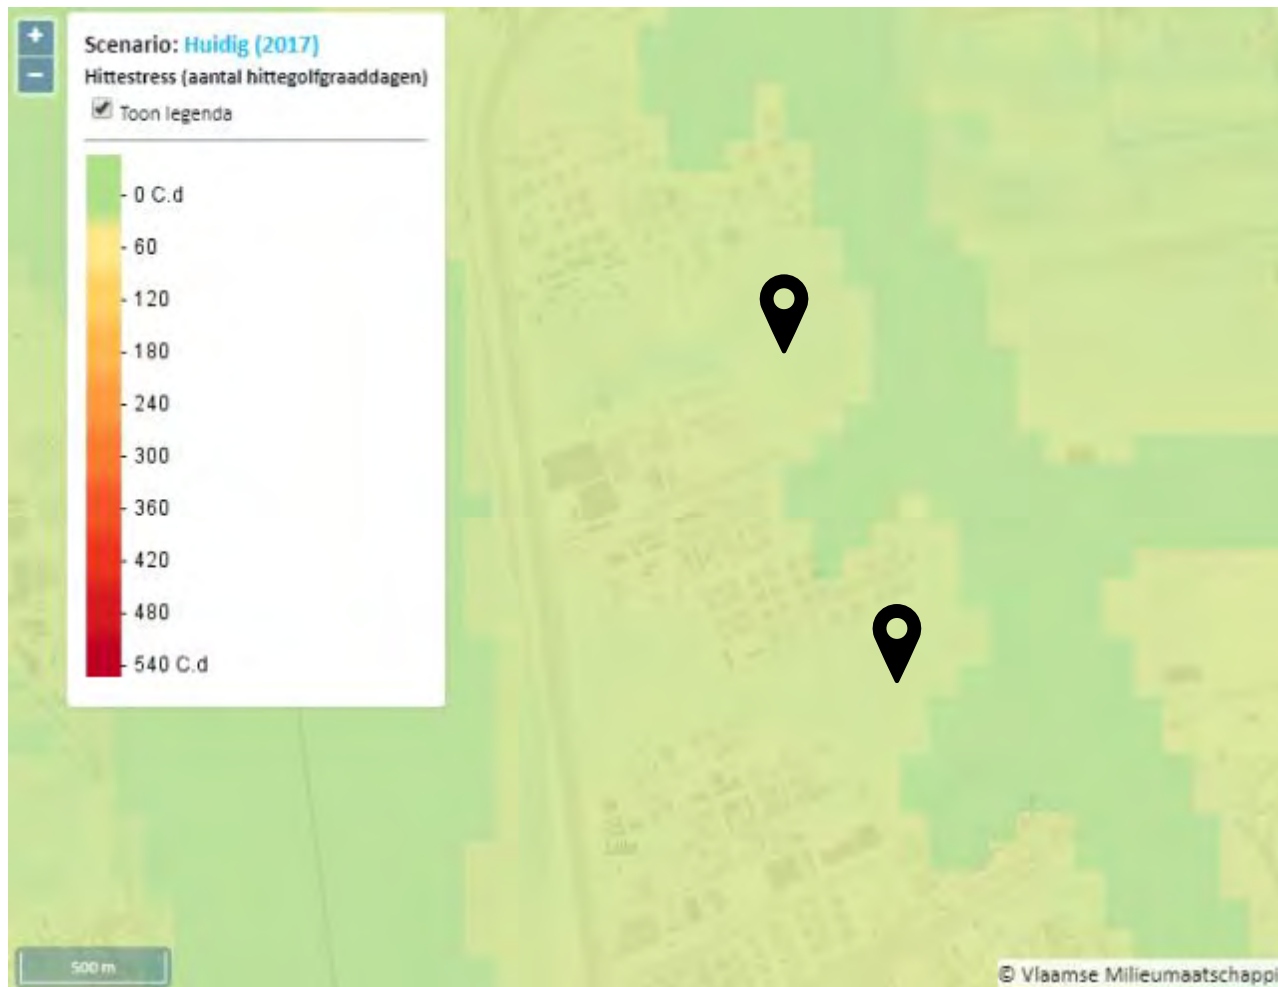 +
−
Scenario: Huidig (2017)
Hittestress (aantal hittegolfgraaddagen)
Toon legenda
- 0 C.d
- 60
- 120
- 180
- 240
- 300
- 360
- 420
- 480
- 540 C.d
500 m
© Vlaamse Milieumaatschappi